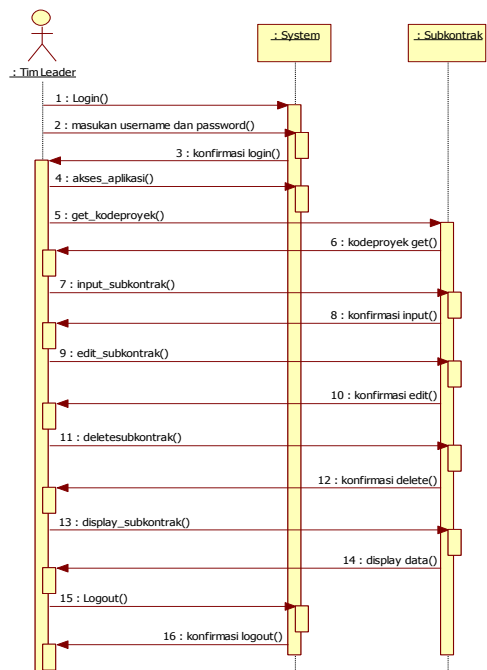 : System
: Subkontrak
: Tim Leader
1 : Login()
2 : masukan username dan password()
3 : konfirmasi login()
4 : akses_aplikasi()
5 : get_kodeproyek()
6 : kodeproyek get()
7 : input_subkontrak()
8 : konfirmasi input()
9 : edit_subkontrak()
10 : konfirmasi edit()
11 : deletesubkontrak()
12 : konfirmasi delete()
13 : display_subkontrak()
14 : display data()
15 : Logout()
16 : konfirmasi logout()